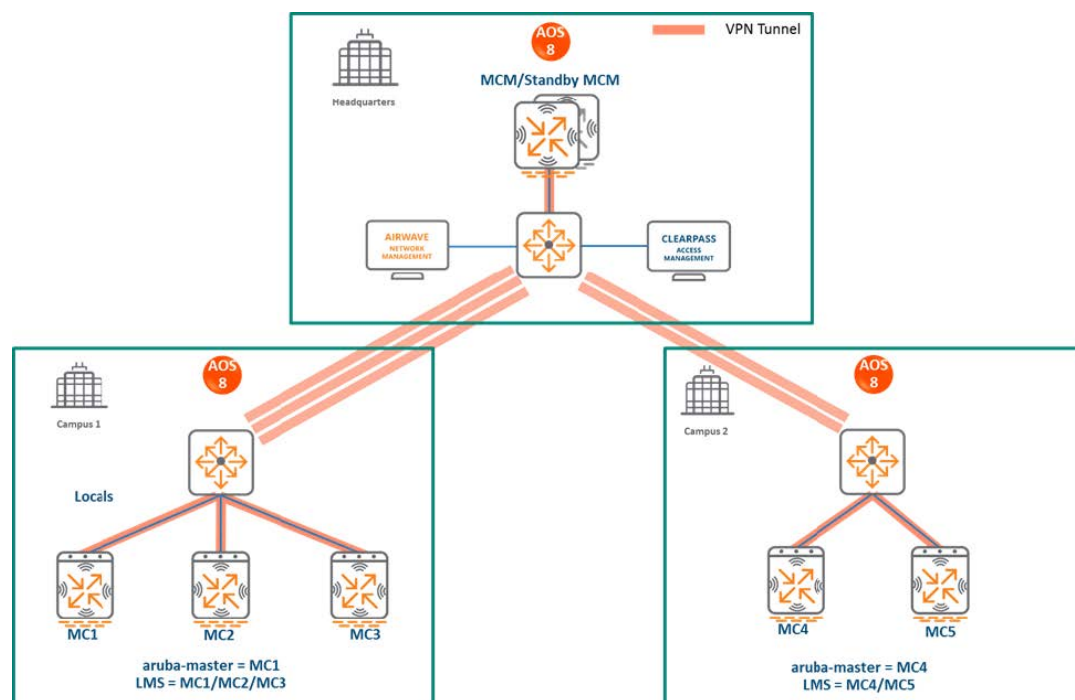 VPN Tunnel
AOS
8
MCM/Standby MCM
Headquarters
AIRWAVE
NETWORK
MANAGEMENT
CLEARPASS
ACCESS
MANAGEMENT
AOS
8
Campus 1
Locals
MC1
MC2
MC3
aruba-master = MC1
LMS = MC1/MC2/MC3
AOS
8
Campus 2
MC4
MC5
aruba-master = MC4
LMS = MC4/MC5